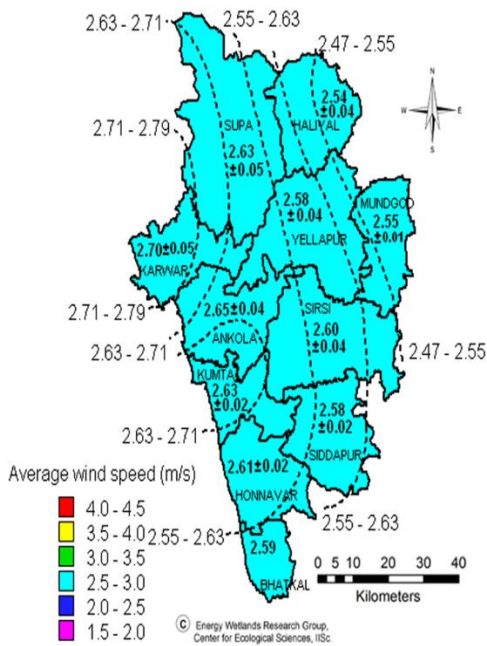 2.63 - 2.71
2.55 - 2.63
2.47 - 2.55
N
W E
S
2.54
±0.04
HALIYAL
SUPA
2.63
±0.05
2.71 - 2.79
2.58
±0.04
YELLAPUR
MUNDGOD
2.55
±0.01
2.70±0.05
KARWAR
2.71 - 2.79
2.65±0.04
ANKOLA
SIRSI
2.60
±0.04
2.63 - 2.71
2.47 - 2.55
KUMTA
2.63
±0.02
2.58
±0.02
SIDDAPUR
2.63 - 2.71
2.61±0.02
HONNAVAR
Average wind speed (m/s)
4.0 - 4.5
3.5 - 4.0
3.0 - 3.5
2.5 - 3.0
2.0 - 2.5
1.5 - 2.0
2.55 - 2.63
2.55 - 2.63
2.59
BHATKAL
0 5 10 20 30 40
Kilometers
© Energy Wetlands Research Group,
Center for Ecological Sciences, IISc.